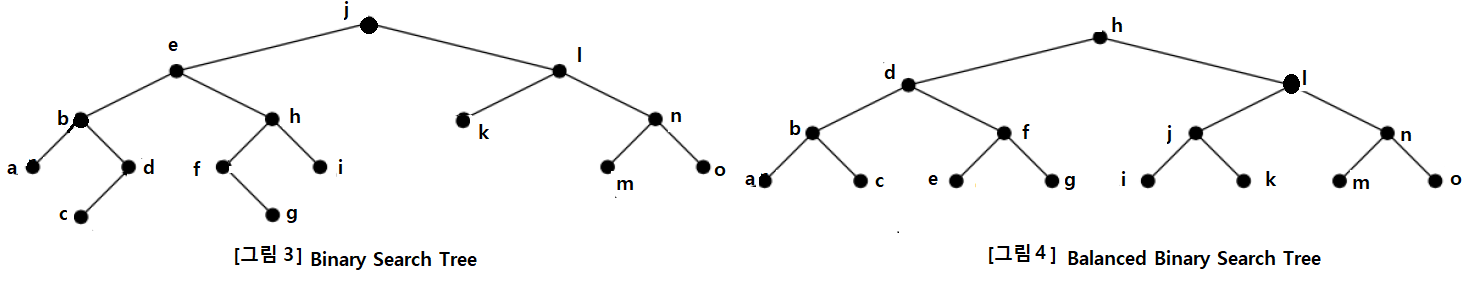 j
e
l
b
h
k
n
a
d
f
i
m
o
c
g
[그림 3] Binary Search Tree
h
d
l
b
f
j
n
a
c
e
g
i
k
m
o
[그림 4] Balanced Binary Search Tree